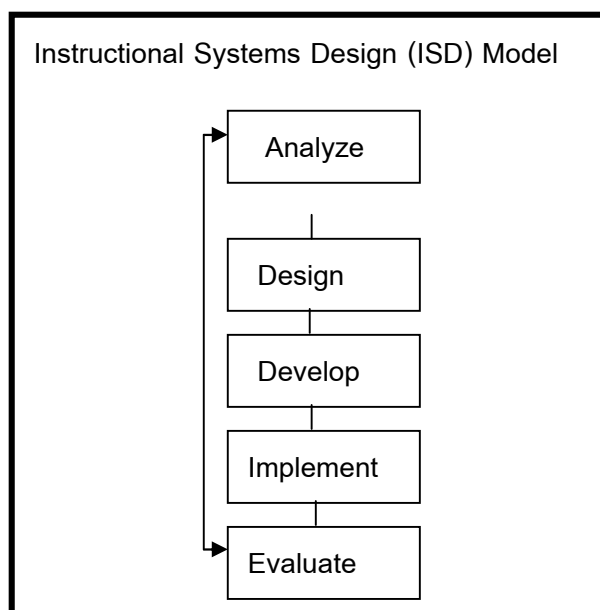 Instructional Systems Design (ISD) Model
Analyze
Design
Develop
Implement
Evaluate